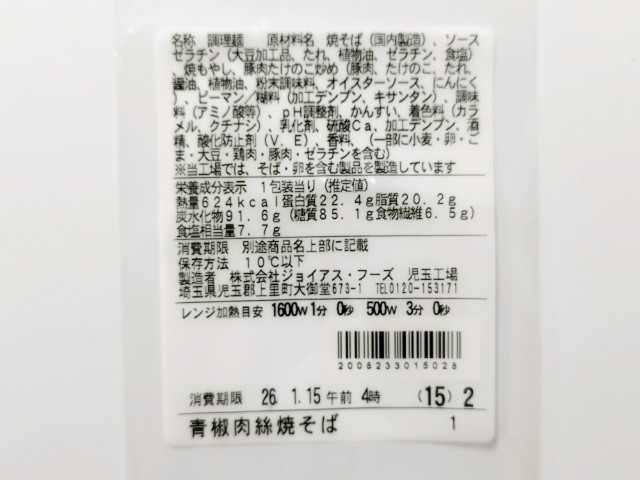 名称 調理麺 原材料名 焼そば(国内製造)、ソース
ゼラチン(大豆加工品、たれ、植物油、ゼラチン、食塩)
、焼もやし、豚肉たけのこ炒め(豚肉、たけのこ、たれ、
醤油、植物油、粉末調味料、オイスターソース、にんにく
)、ピーマン/糊料(加工デンプン、キサンタン)、調味
料(アミノ酸等)、pH調整剤、かんすい、着色料(カラ
メル、クチナシ)、乳化剤、硫酸Ca、加工デンプン、酒
精、酸化防止剤(V.E)、香料、(一部に小麦・卵・ご
ま・大豆・鶏肉・豚肉・ゼラチンを含む)
※当工場では、そば・卵を含む製品を製造しています
栄養成分表示 1包装当り(推定値)
熱量624kcal蛋白質22.4g脂質20.2g
炭水化物91.6g(糖質85.1g食物繊維6.5g)
食塩相当量7.7g
消費期限 別途商品名上部に記載
保存方法 10℃以下
製造者 株式会社ジョイアス・フーズ 児玉工場
埼玉県児玉郡上里町大御堂673-1 TEL0120-153171
レンジ加熱目安 1600W 1分 0秒 500W 3分 0秒
2008233015028
消費期限 26. 1.15 午前 4時 (15) 2
青椒肉絲焼そば 1